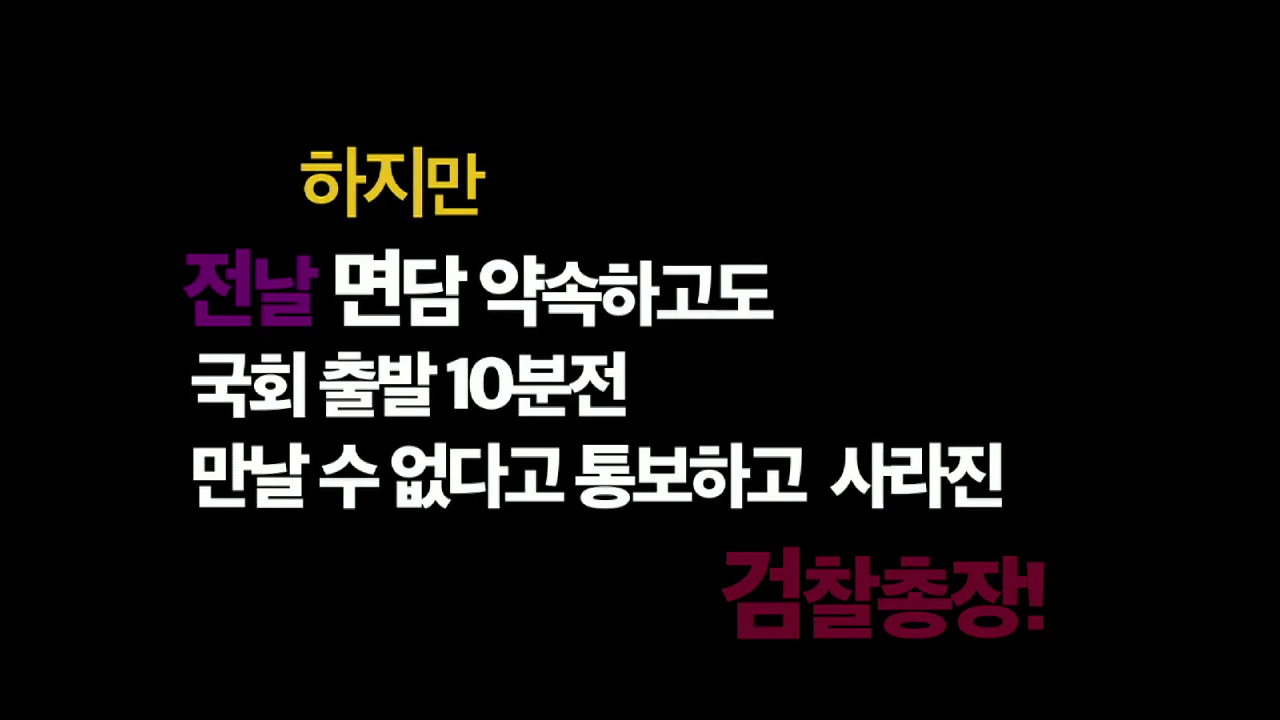 하지만
전날 면담 약속하고도
국회 출발 10분전
만날 수 없다고 통보하고 사라진
검찰총장!